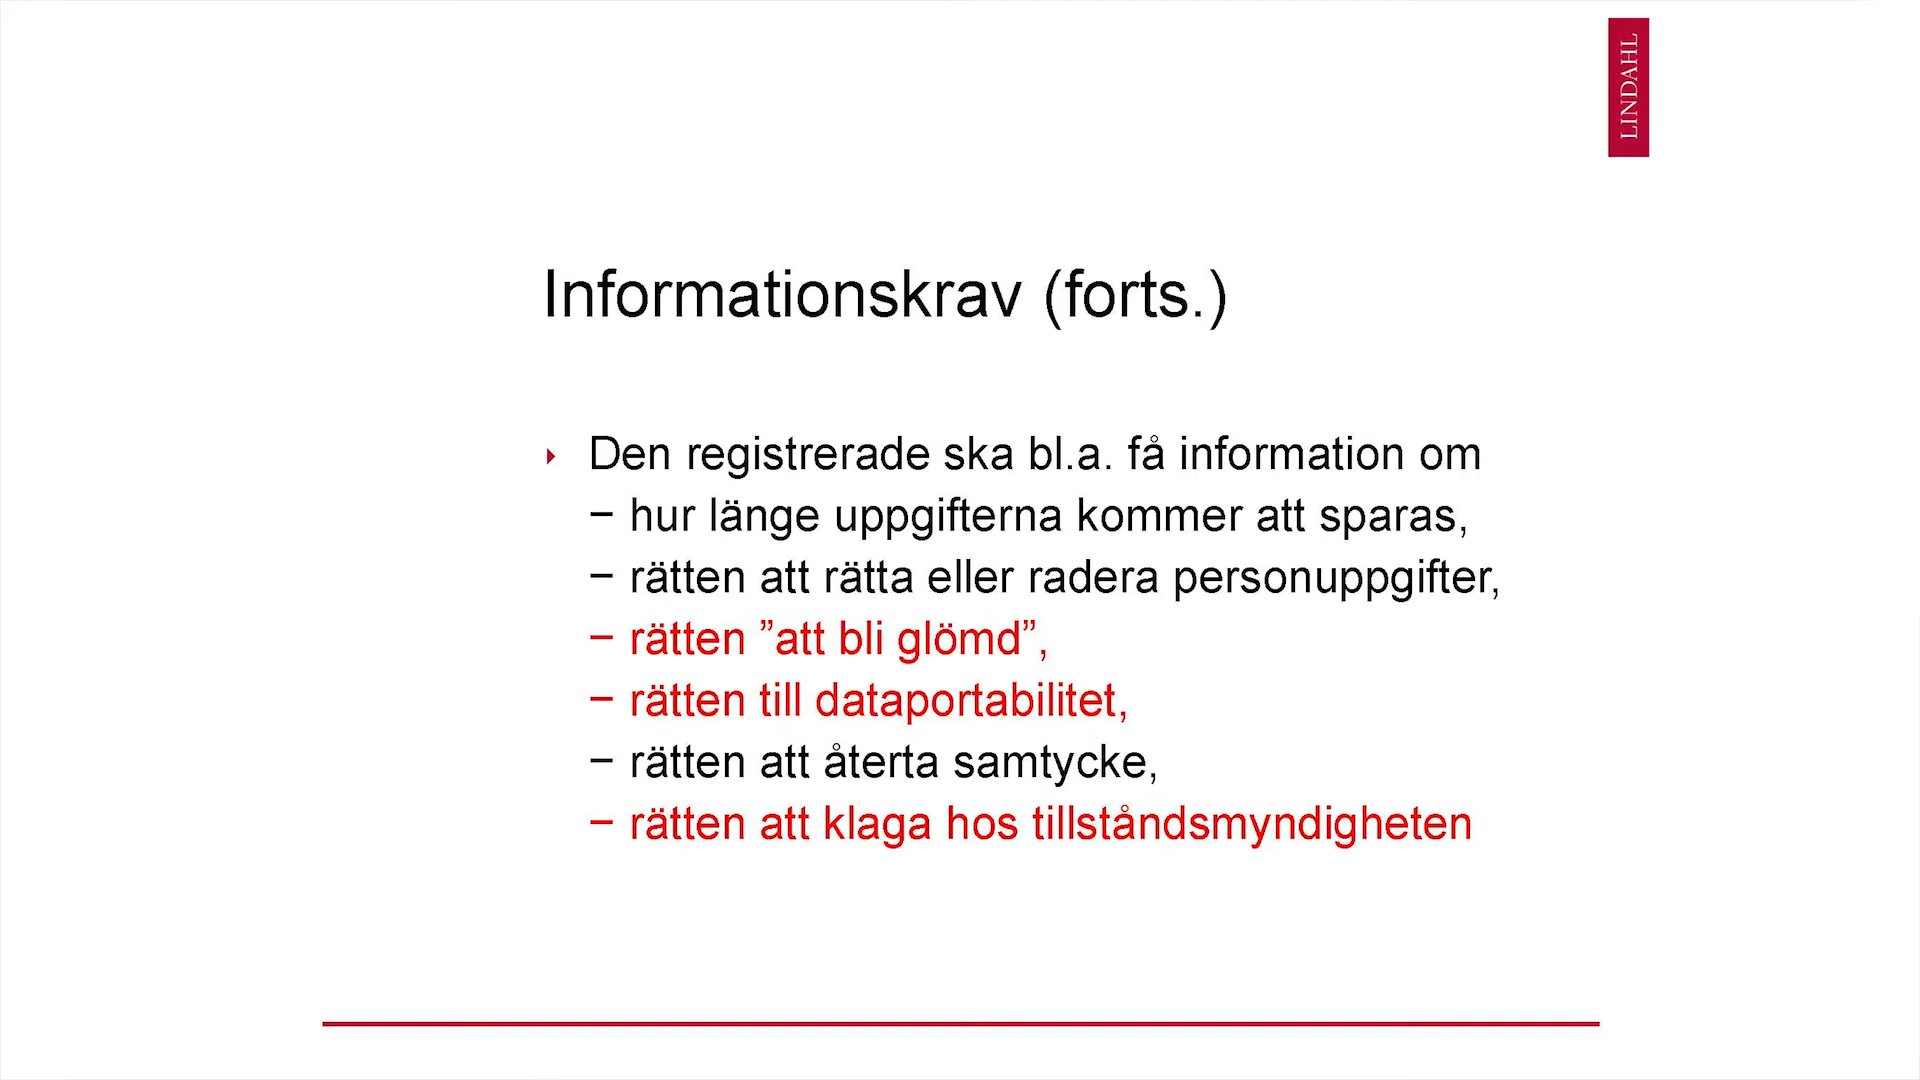 LINDAHL
Informationskrav (forts.)
‣ Den registrerade ska bl.a. få information om
− hur länge uppgifterna kommer att sparas,
− rätten att rätta eller radera personuppgifter,
− rätten ”att bli glömd”,
− rätten till dataportabilitet,
− rätten att återta samtycke,
− rätten att klaga hos tillståndsmyndigheten